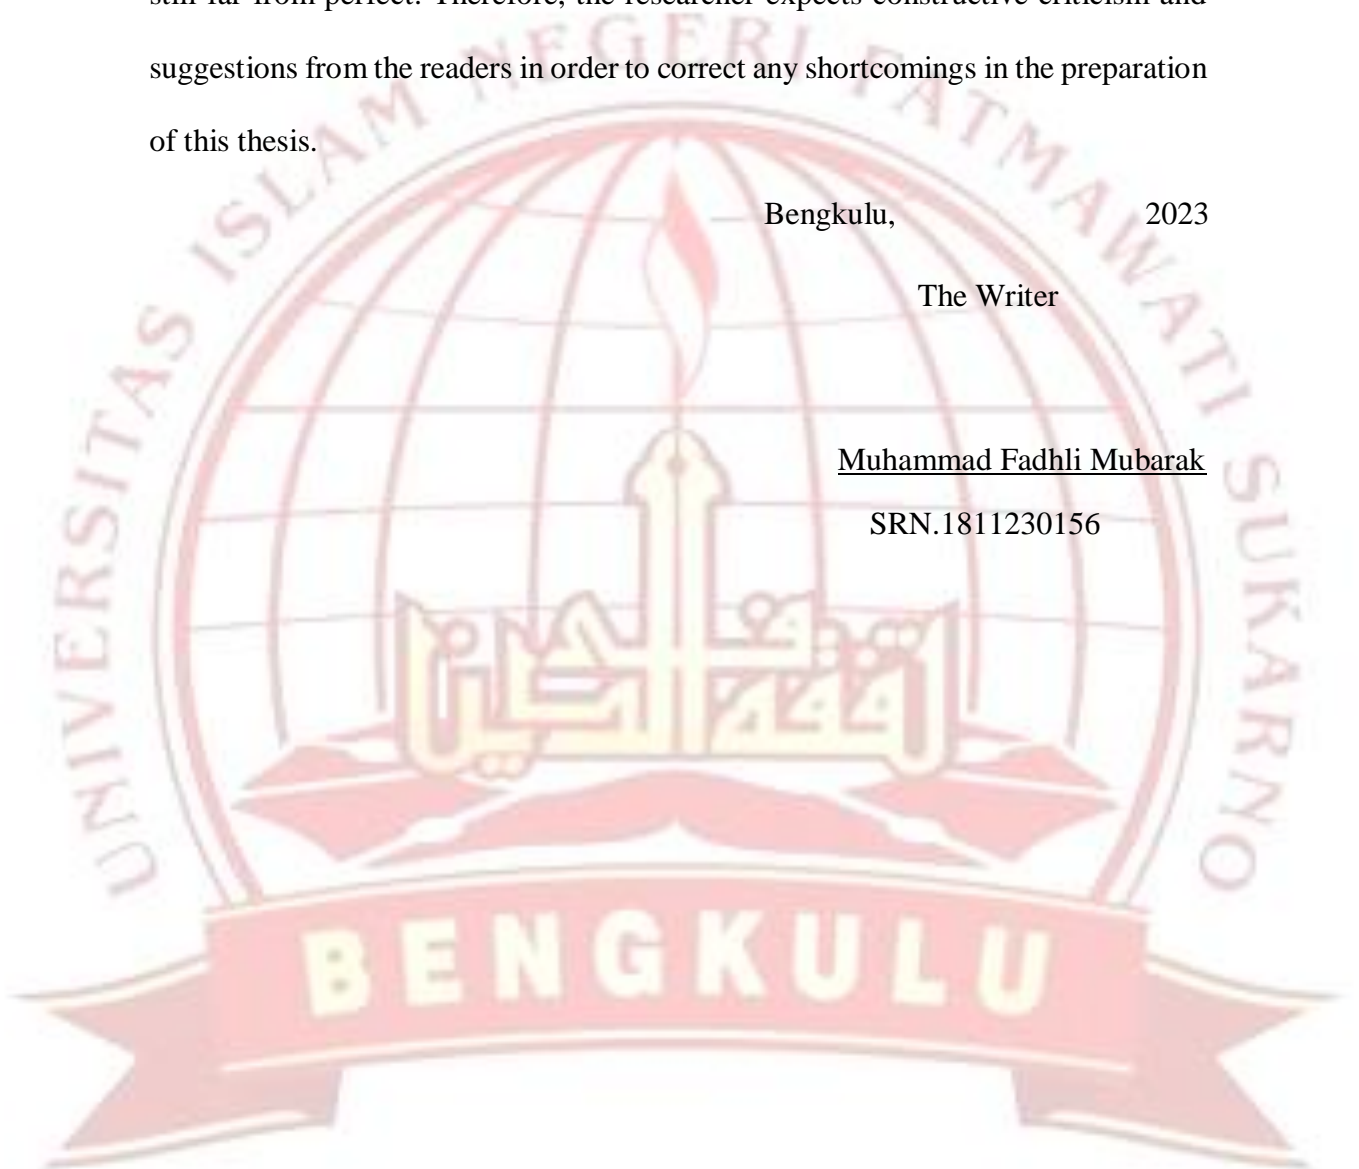 still far from perfect. Therefore, the researcher expects constructive criticism and
suggestions from the readers in order to correct any shortcomings in the preparation
of this thesis.
Bengkulu, 2023
The Writer
Muhammad Fadhli Mubarak
SRN.1811230156
UNIVERSITAS ISLAM NEGERI FATMAWATI SUKARNO
BENGKULU